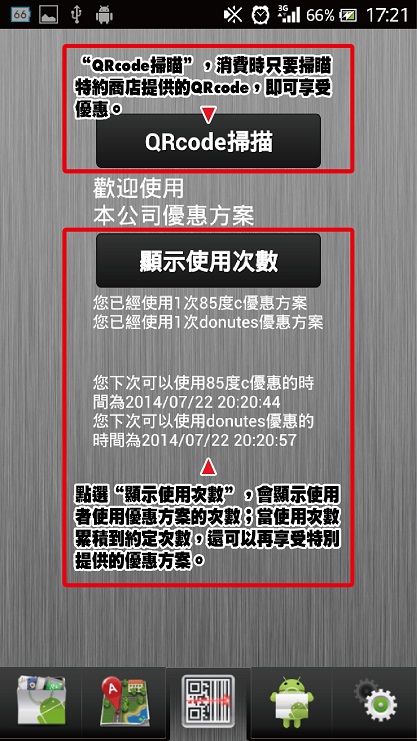 66
3G
66%
17:21
“QRcode掃瞄”，消費時只要掃瞄
特約商店提供的QRcode，即可享受
優惠。
QRcode掃描
歡迎使用
本公司優惠方案
顯示使用次數
您已經使用1次85度c優惠方案
您已經使用1次donutes優惠方案
您下次可以使用85度c優惠的時
間為2014/07/22 20:20:44
您下次可以使用donutes優惠的
時間為2014/07/22 20:20:57
點選“顯示使用次數”，會顯示使用
者使用優惠方案的次數；當使用次數
累積到約定次數，還可以再享受特別
提供的優惠方案。
A